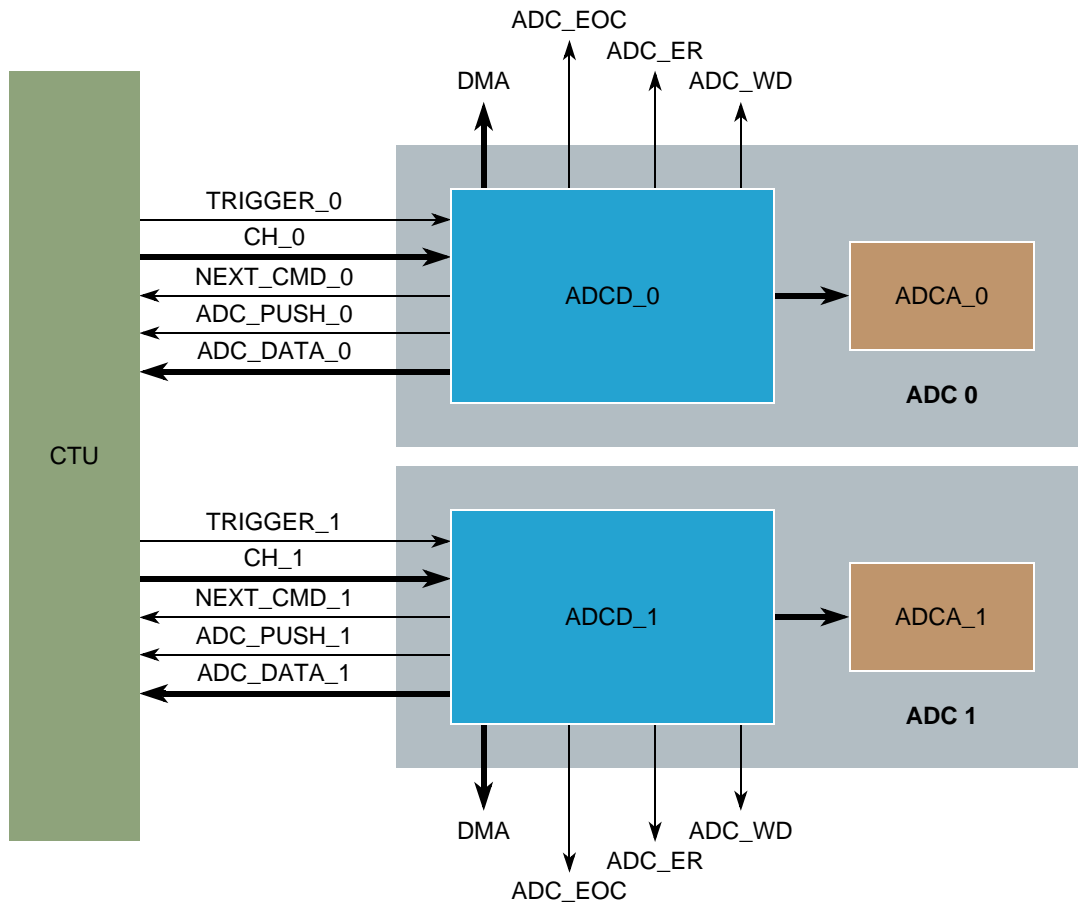 ADC_EOC
ADC_ER
DMA
ADC_WD
TRIGGER_0
CH_0
NEXT_CMD_0
ADC_PUSH_0
ADC_DATA_0
ADCD_0
ADCA_0
ADC 0
CTU
TRIGGER_1
CH_1
NEXT_CMD_1
ADC_PUSH_1
ADC_DATA_1
ADCD_1
ADCA_1
ADC 1
DMA
ADC_WD
ADC_ER
ADC_EOC